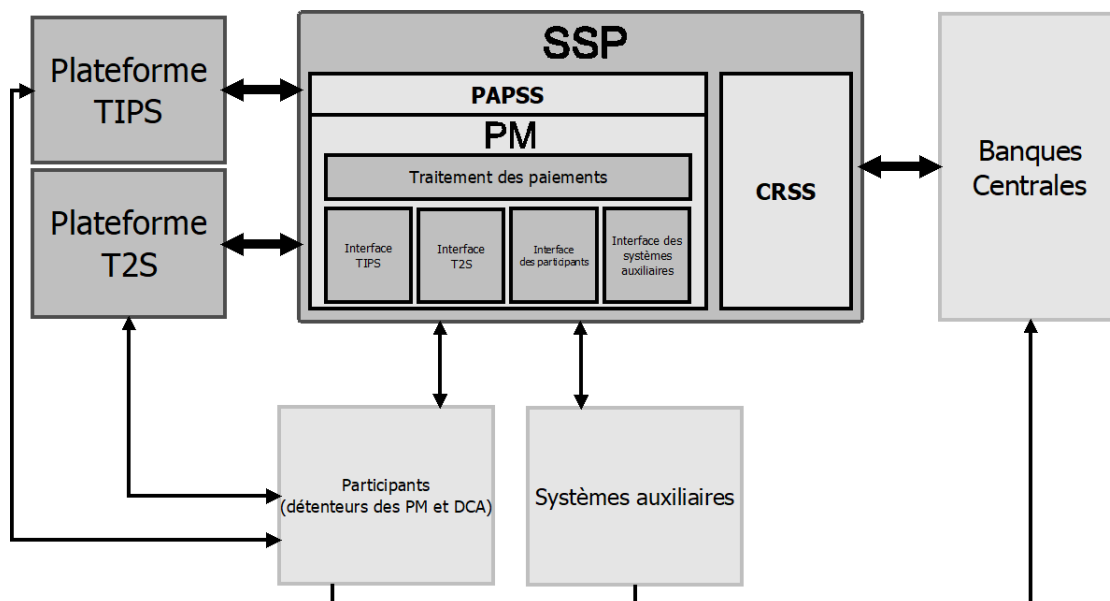 Plateforme
TIPS
Plateforme
T2S
SSP
PAPSS
PM
Traitement des paiements
Interface
TIPS
Interface
T2S
Interface
des participants
Interface des
systèmes
auxiliaires
CRSS
Banques
Centrales
Participants
(détenteurs des PM et DCA)
Systèmes auxiliaires